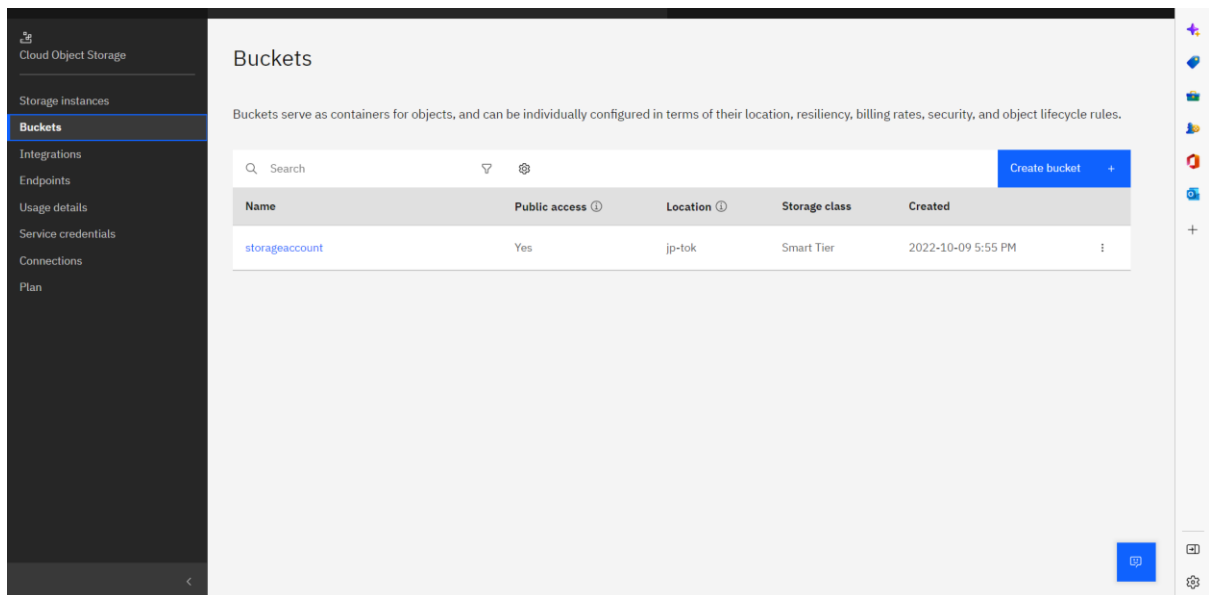 Cloud Object Storage
Storage instances
Buckets
Integrations
Endpoints
Usage details
Service credentials
Connections
Plan
Buckets
Buckets serve as containers for objects, and can be individually configured in terms of their location, resiliency, billing rates, security, and object lifecycle rules.
Search
Create bucket +
Name Public access Location Storage class Created
storageaccount Yes jp-tok Smart Tier 2022-10-09 5:55 PM